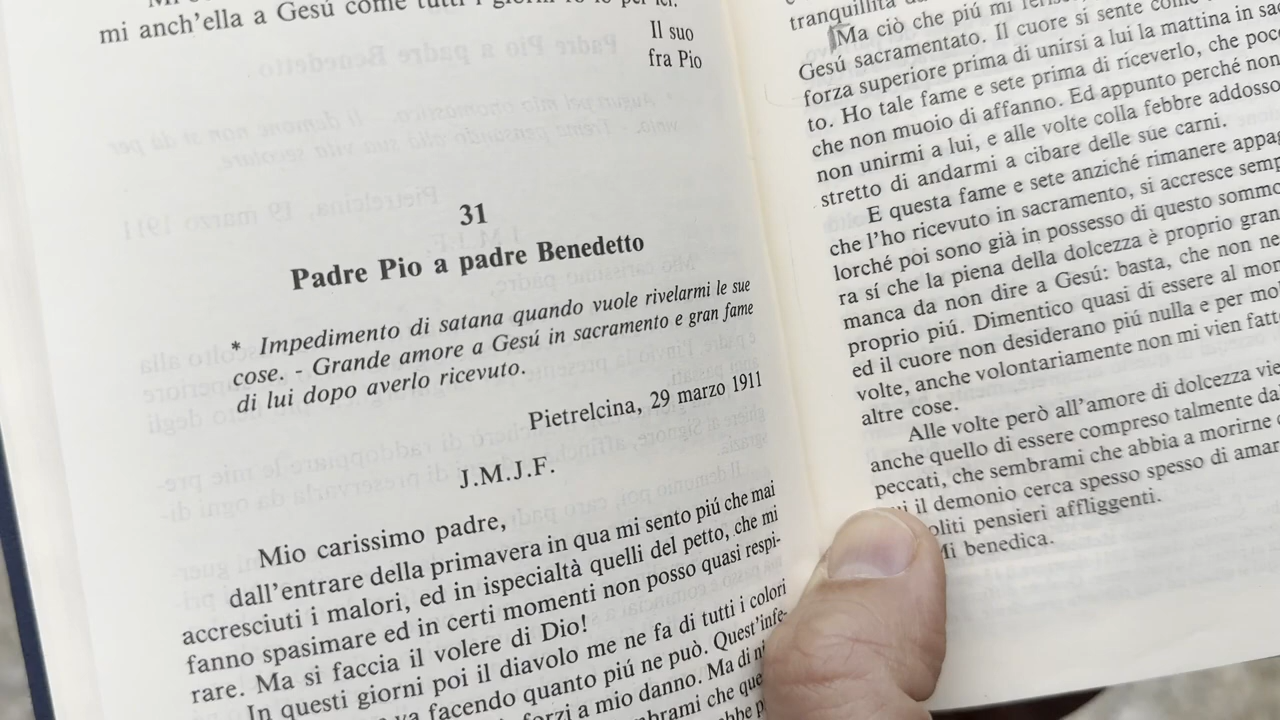 mi anch'ella a Gesú come tutti i giorni io lo per lei.
Il suo
fra Pio
31
Padre Pio a padre Benedetto
* Impedimento di satana quando vuole rivelarmi le sue
cose. - Grande amore a Gesú in sacramento e gran fame
di lui dopo averlo ricevuto.
Pietrelcina, 29 marzo 1911
J.M.J.F.
Mio carissimo padre,
dall'entrare della primavera in qua mi sento piú che mai
accresciuti i malori, ed in ispecialtà quelli del petto, che mi
fanno spasimare ed in certi momenti non posso quasi respi-
rare. Ma si faccia il volere di Dio!
In questi giorni poi il diavolo me ne fa di tutti i colori
va facendo quanto piú ne può. Quest'infe-
forzi a mio danno. Ma di
tranquillità
Ma ciò che piú mi
Gesú sacramentato. Il cuore si sente come
forza superiore prima di unirsi a lui la mattina in
to. Ho tale fame e sete prima di riceverlo, che
che non muoio di affanno. Ed appunto perché non
non unirmi a lui, e alle volte colla febbre addosso
stretto di andarmi a cibare delle sue carni.
E questa fame e sete anziché rimanere
che l'ho ricevuto in sacramento, si accresce
lorché poi sono già in possesso di questo sommo
ra sí che la piena della dolcezza è proprio
manca da non dire a Gesú: basta, che non ne
proprio piú. Dimentico quasi di essere al
ed il cuore non desiderano piú nulla e per
volte, anche volontariamente non mi vien
altre cose.
Alle volte però all'amore di dolcezza
anche quello di essere compreso talmente
peccati, che sembrami che abbia a morirne
il demonio cerca spesso spesso di
pensieri affliggenti.
Mi benedica.